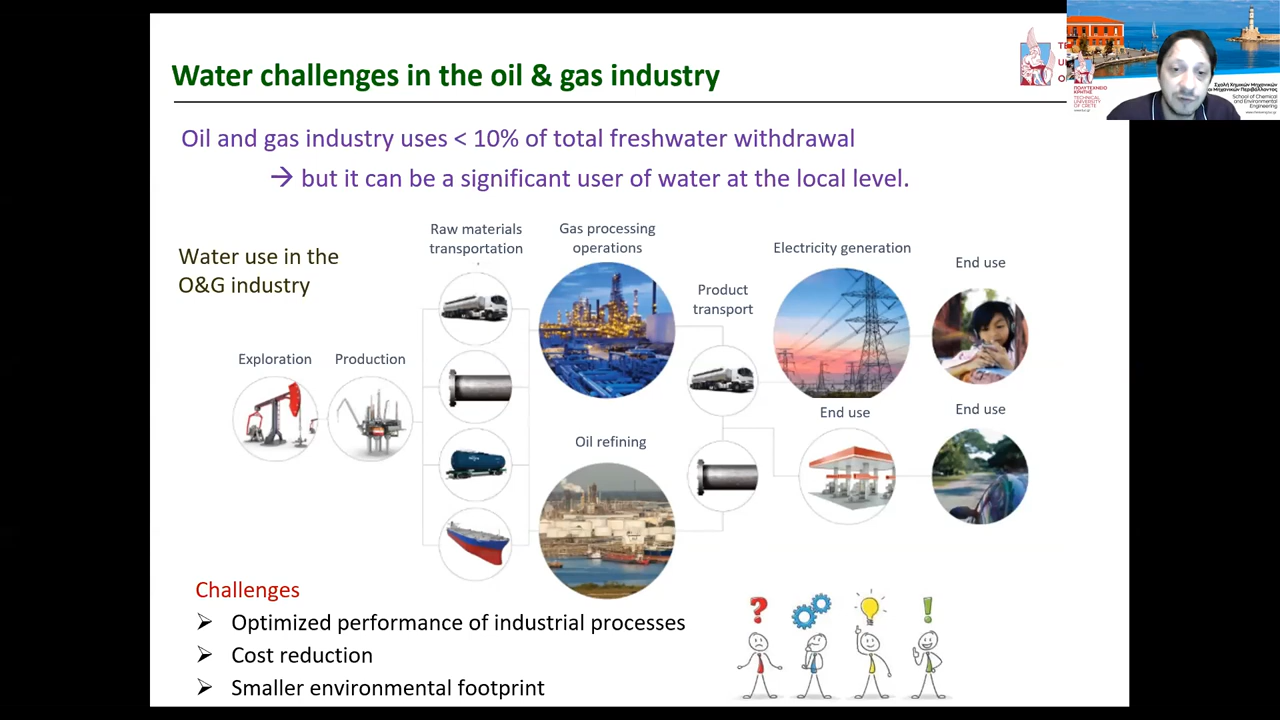 Water challenges in the oil & gas industry
Oil and gas industry uses < 10% of total freshwater withdrawal
→ but it can be a significant user of water at the local level.
Water use in the
O&G industry
Exploration
Production
Raw materials
transportation
Gas processing
operations
Oil refining
Product
transport
Electricity generation
End use
End use
End use
Challenges
➢ Optimized performance of industrial processes
➢ Cost reduction
➢ Smaller environmental footprint
?
!
ΠΟΛΥΤΕΧΝΕΙΟ
ΚΡΗΤΗΣ
TECHNICAL
UNIVERSITY
OF CRETE
Σχολή Χημικών Μηχανικών
και Μηχανικών Περιβάλλοντος
School of Chemical
and Environmental
Engineering